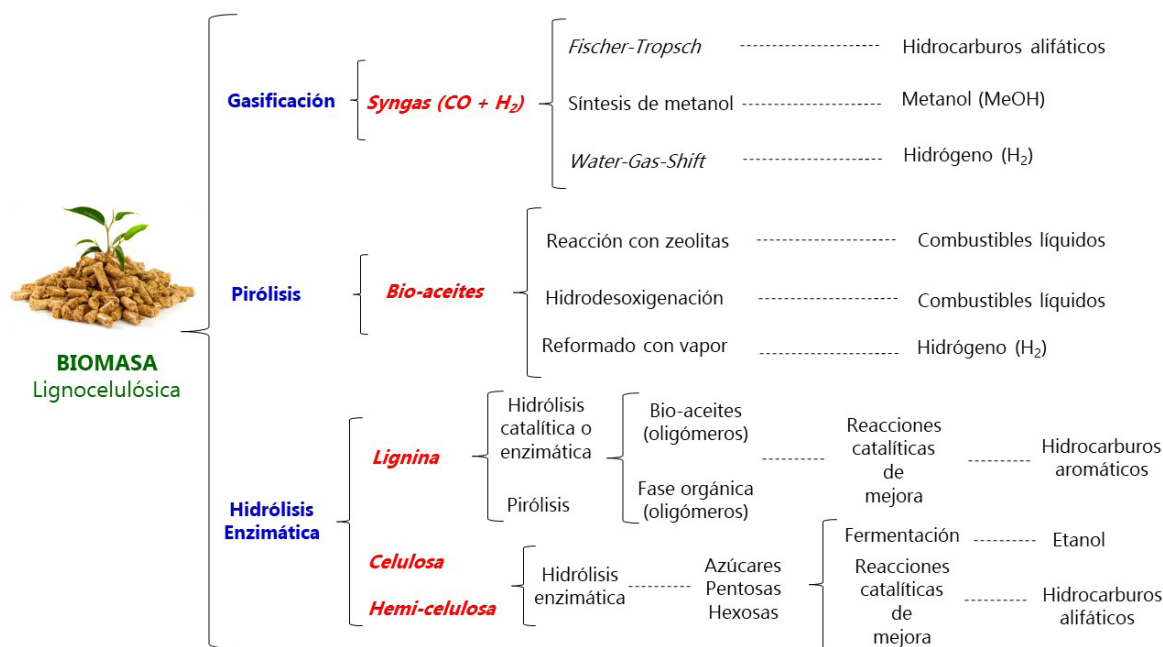 BIOMASA
Lignocelulósica
Gasificación
Syngas (CO + H₂)
Fischer-Tropsch
Hidrocarburos alifáticos
Síntesis de metanol
Metanol (MeOH)
Water-Gas-Shift
Hidrógeno (H₂)
Pirólisis
Bio-aceites
Reacción con zeolitas
Combustibles líquidos
Hidrodesoxigenación
Combustibles líquidos
Reformado con vapor
Hidrógeno (H₂)
Hidrólisis
Enzimática
Lignina
Hidrólisis
catalítica o
enzimática
Pirólisis
Bio-aceites
(oligómeros)
Fase orgánica
(oligómeros)
Reacciones
catalíticas
de
mejora
Hidrocarburos
aromáticos
Celulosa
Hemi-celulosa
Hidrólisis
enzimática
Azúcares
Pentosas
Hexosas
Fermentación
Etanol
Reacciones
catalíticas
de
mejora
Hidrocarburos
alifáticos